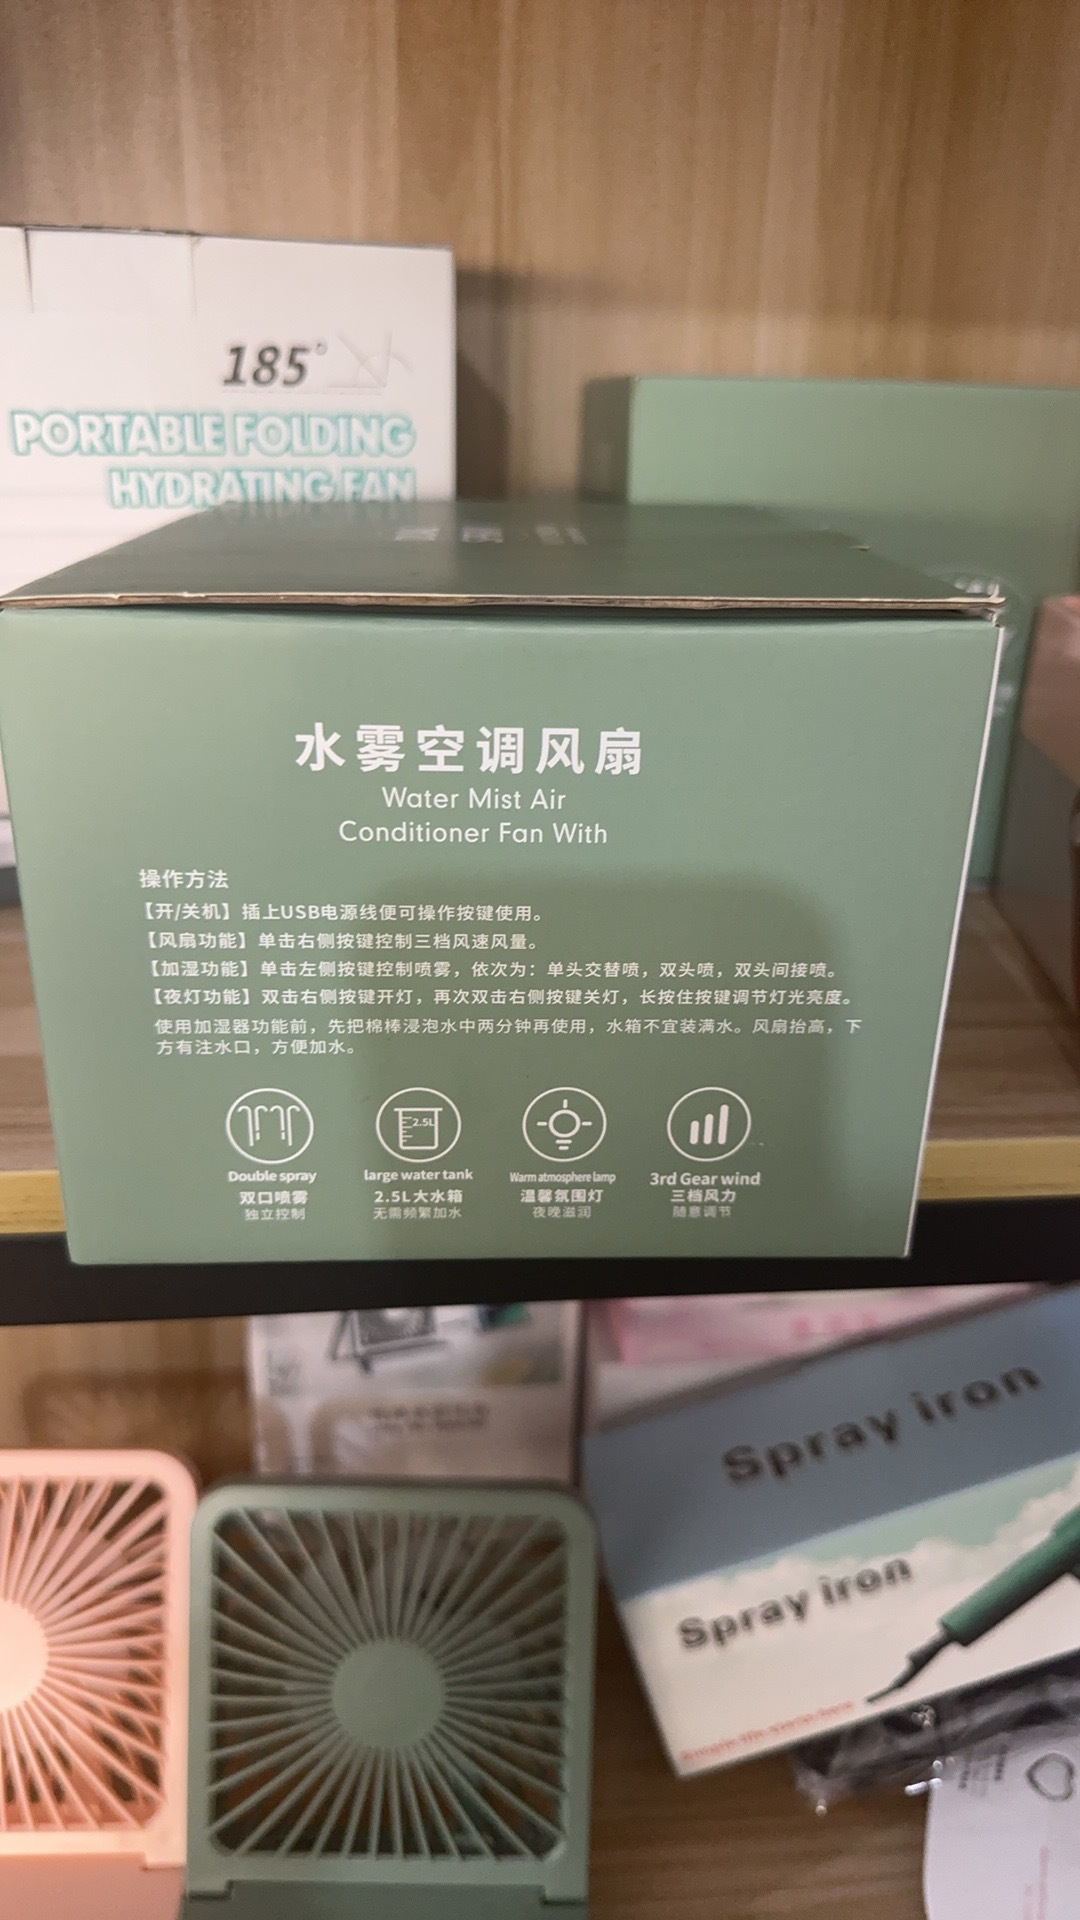 185°
PORTABLE FOLDING
HYDRATING FAN
水雾空调风扇
Water Mist Air
Conditioner Fan With
操作方法
【开/关机】插上USB电源线便可操作按键使用。
【风扇功能】单击右侧按键控制三档风速风量。
【加湿功能】单击左侧按键控制喷雾，依次为：单头交替喷，双头喷，双头间接喷。
【夜灯功能】双击右侧按键开灯，再次双击右侧按键关灯，长按住按键调节灯光亮度。
使用加湿器功能前，先把棉棒浸泡水中两分钟再使用，水箱不宜装满水。风扇抬高，下
方有注水口，方便加水。
2.5L
Double spray
双口喷雾
独立控制
large water tank
2.5L大水箱
无需频繁加水
Warm atmosphere lamp
温馨氛围灯
夜晚滋润
3rd Gear wind
三档风力
随意调节
Spray iron
Spray iron